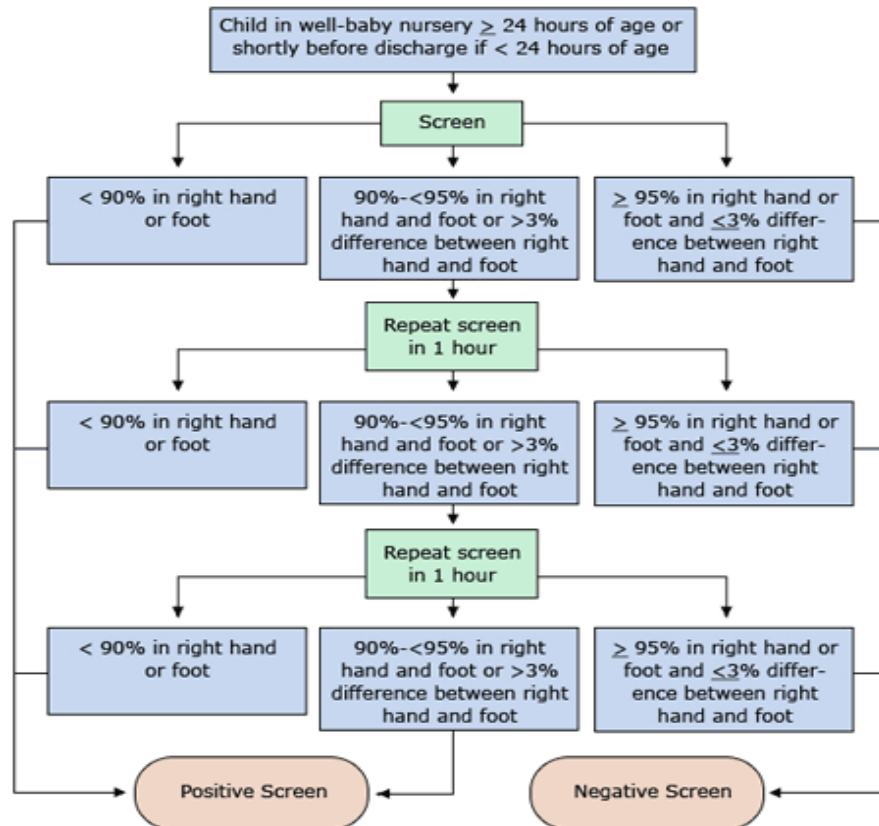 Child in well-baby nursery ≥ 24 hours of age or
shortly before discharge if < 24 hours of age
Screen
< 90% in right hand
or foot
90%-<95% in right
hand and foot or >3%
difference between right
hand and foot
≥ 95% in right hand or
foot and ≤3% differ-
ence between right
hand and foot
Repeat screen
in 1 hour
< 90% in right hand
or foot
90%-<95% in right
hand and foot or >3%
difference between right
hand and foot
≥ 95% in right hand or
foot and ≤3% differ-
ence between right
hand and foot
Repeat screen
in 1 hour
< 90% in right hand
or foot
90%-<95% in right
hand and foot or >3%
difference between right
hand and foot
≥ 95% in right hand or
foot and ≤3% differ-
ence between right
hand and foot
Positive Screen
Negative Screen